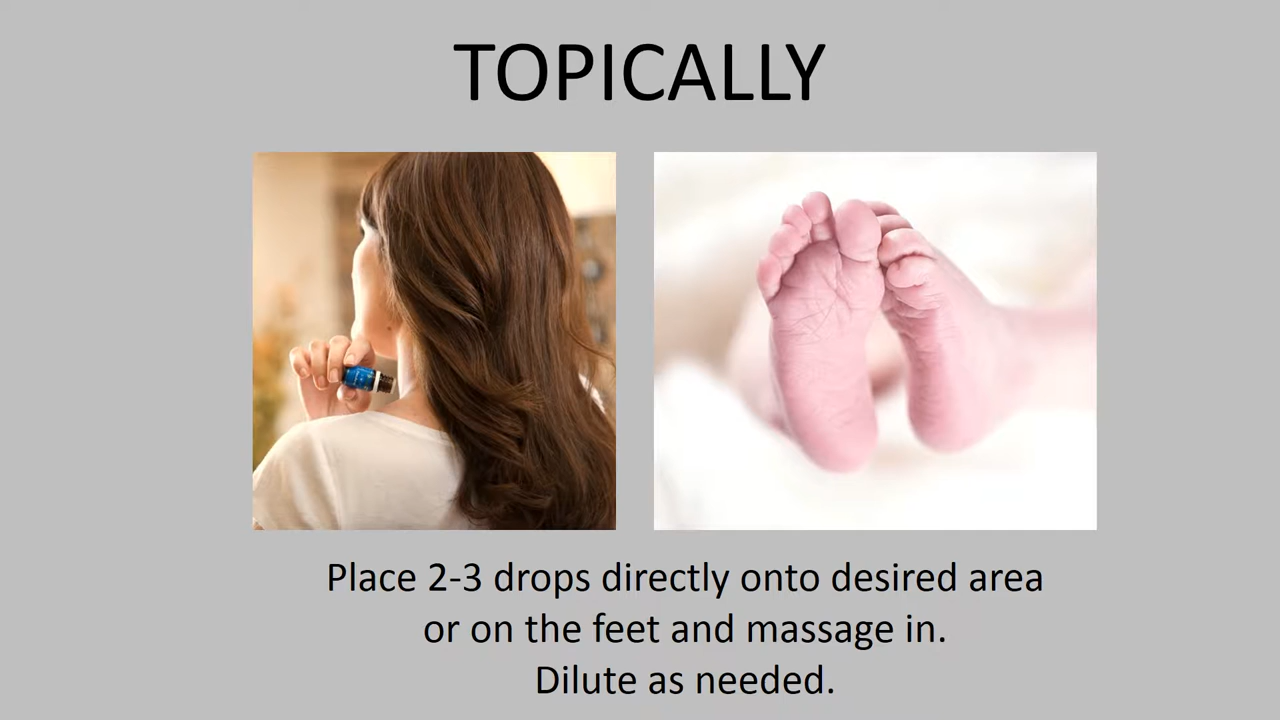 TOPICALLY
Place 2-3 drops directly onto desired area
or on the feet and massage in.
Dilute as needed.